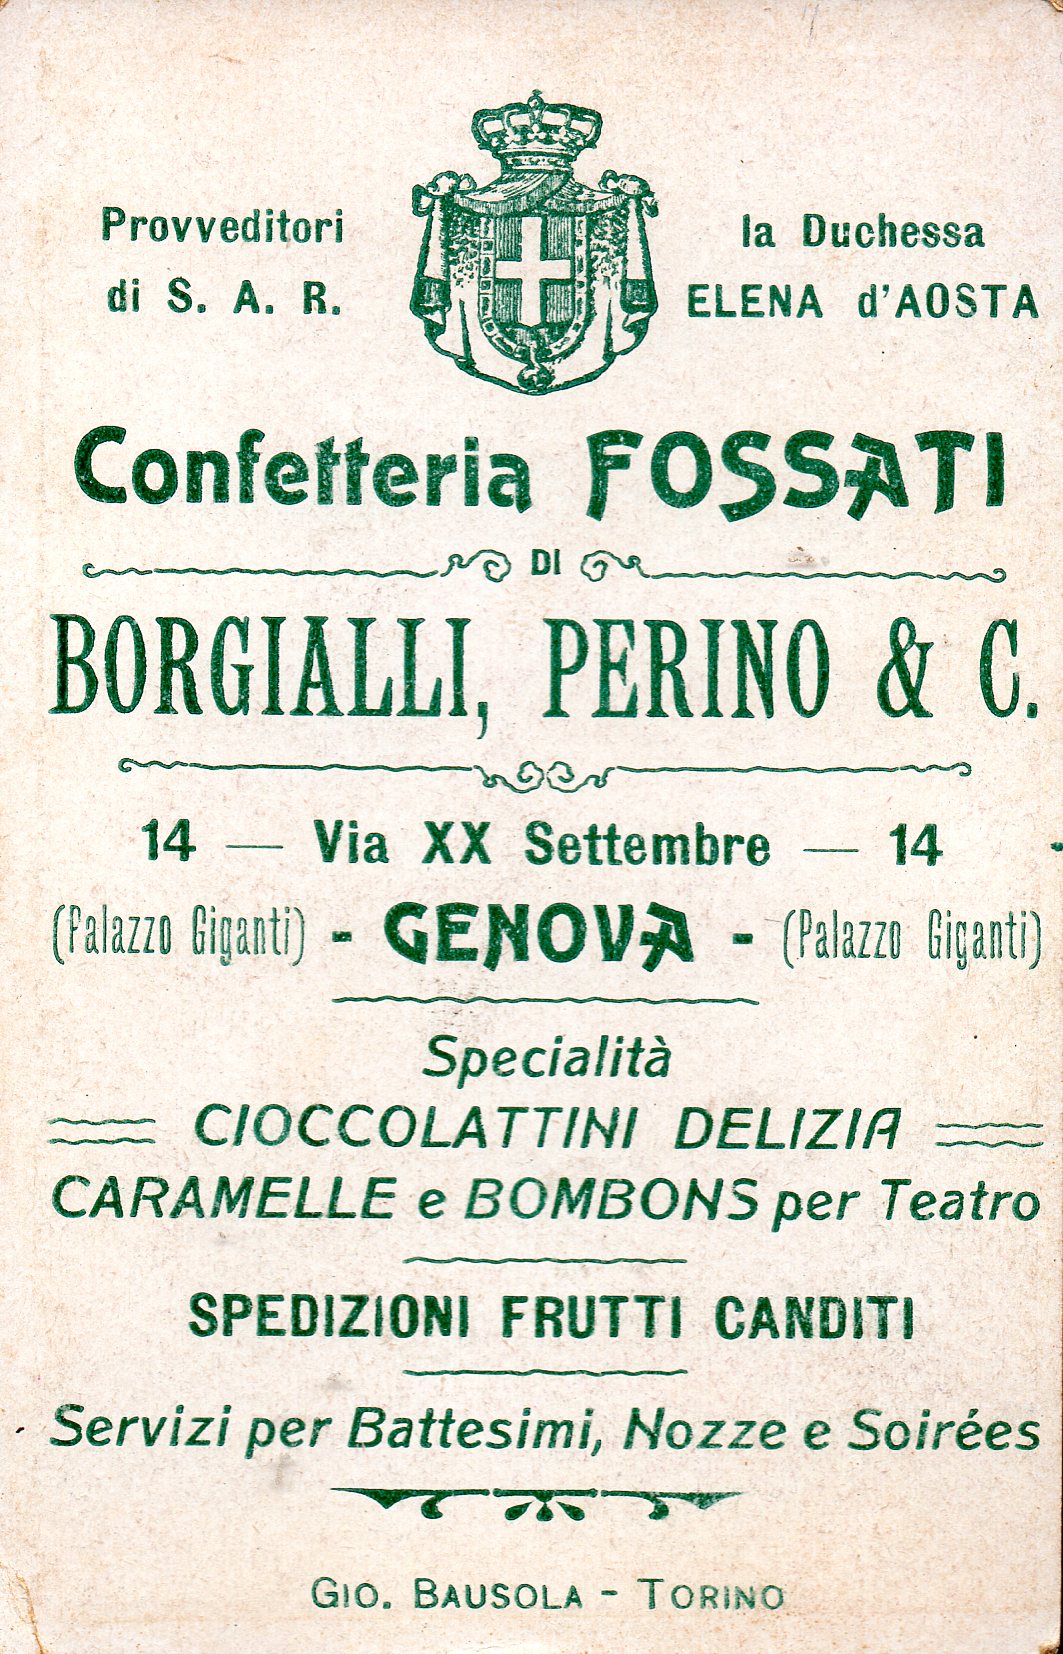 Provveditori
di S. A. R.
la Duchessa
ELENA d'AOSTA
Confetteria FOSSATI
DI
BORGIALLI, PERINO & C.
14 — Via XX Settembre — 14
(Palazzo Giganti) - GENOVA - (Palazzo Giganti)
Specialità
CIOCCOLATTINI DELIZIA
CARAMELLE e BOMBONS per Teatro
SPEDIZIONI FRUTTI CANDITI
Servizi per Battesimi, Nozze e Soirées
GIO. BAUSOLA - TORINO